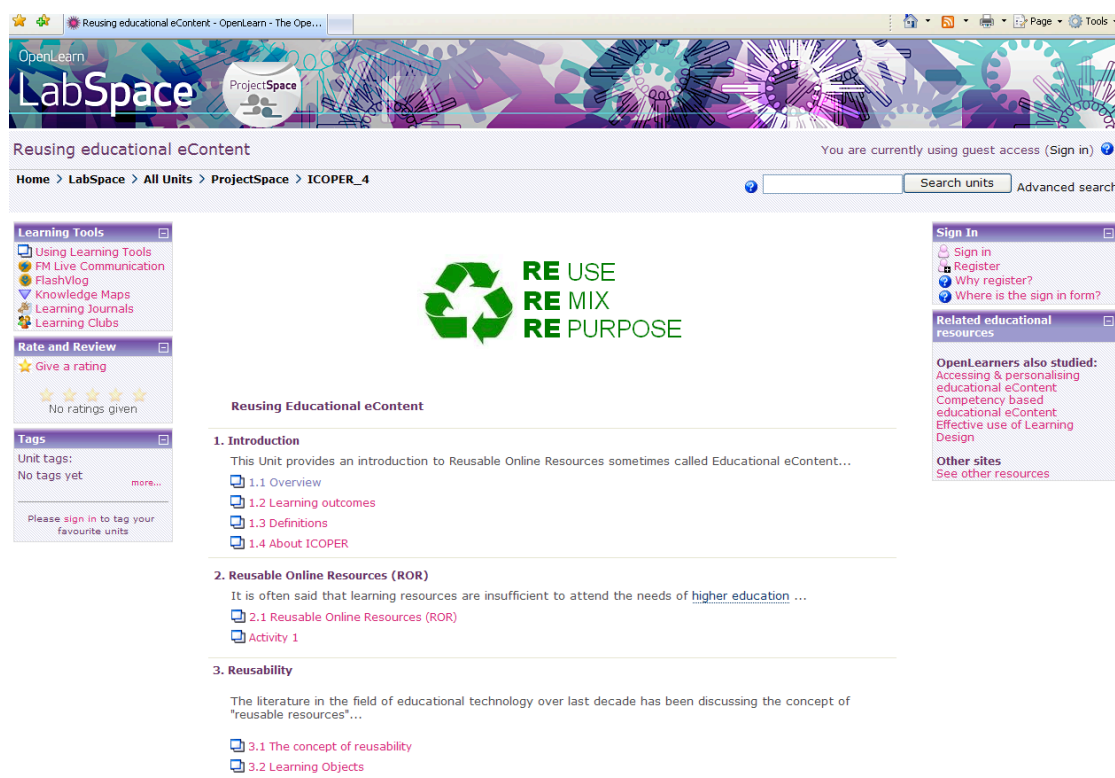 Reusing educational eContent - OpenLearn - The Ope...
Page
Tools
OpenLearn
LabSpace
ProjectSpace
Reusing educational eContent
You are currently using guest access (Sign in)
Home > LabSpace > All Units > ProjectSpace > ICOPER_4
Search units
Advanced search
Learning Tools
Using Learning Tools
FM Live Communication
FlashVlog
Knowledge Maps
Learning Journals
Learning Clubs
Rate and Review
Give a rating
No ratings given
Tags
Unit tags:
No tags yet
more...
Please sign in to tag your
favourite units
RE USE
RE MIX
RE PURPOSE
Reusing Educational eContent
1. Introduction
This Unit provides an introduction to Reusable Online Resources sometimes called Educational eContent...
1.1 Overview
1.2 Learning outcomes
1.3 Definitions
1.4 About ICOPER
2. Reusable Online Resources (ROR)
It is often said that learning resources are insufficient to attend the needs of higher education ...
2.1 Reusable Online Resources (ROR)
Activity 1
3. Reusability
The literature in the field of educational technology over last decade has been discussing the concept of
"reusable resources"...
3.1 The concept of reusability
3.2 Learning Objects
Sign In
Sign in
Register
Why register?
Where is the sign in form?
Related educational
resources
OpenLearners also studied:
Accessing & personalising
educational eContent
Competency based
educational eContent
Effective use of Learning
Design
Other sites
See other resources